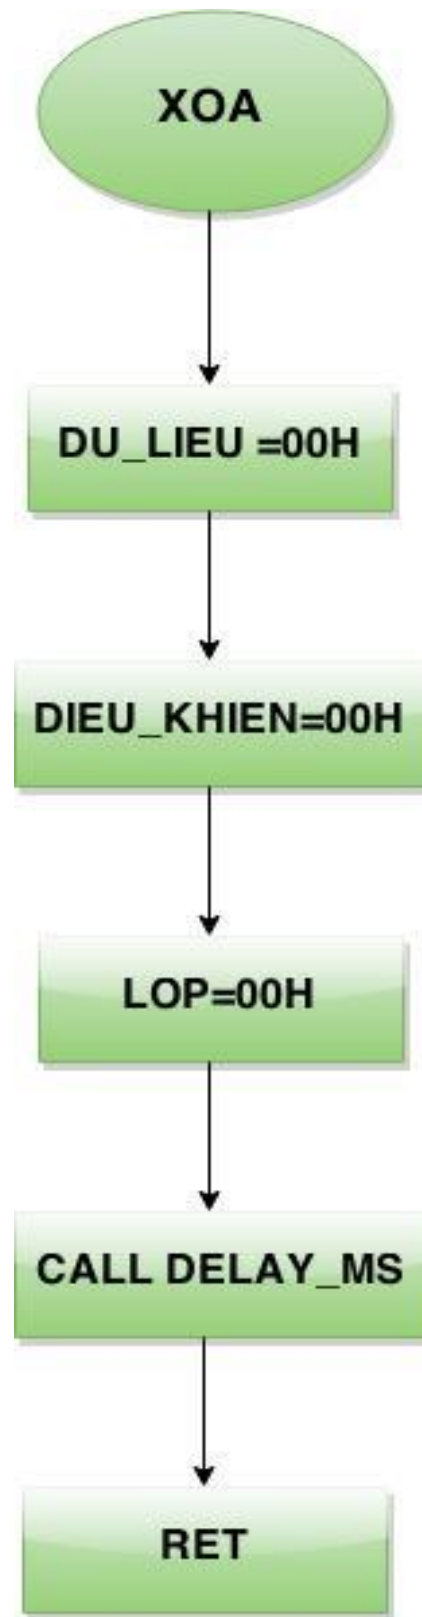 XOA
DU_LIEU =00H
DIEU_KHIEN=00H
LOP=00H
CALL DELAY_MS
RET